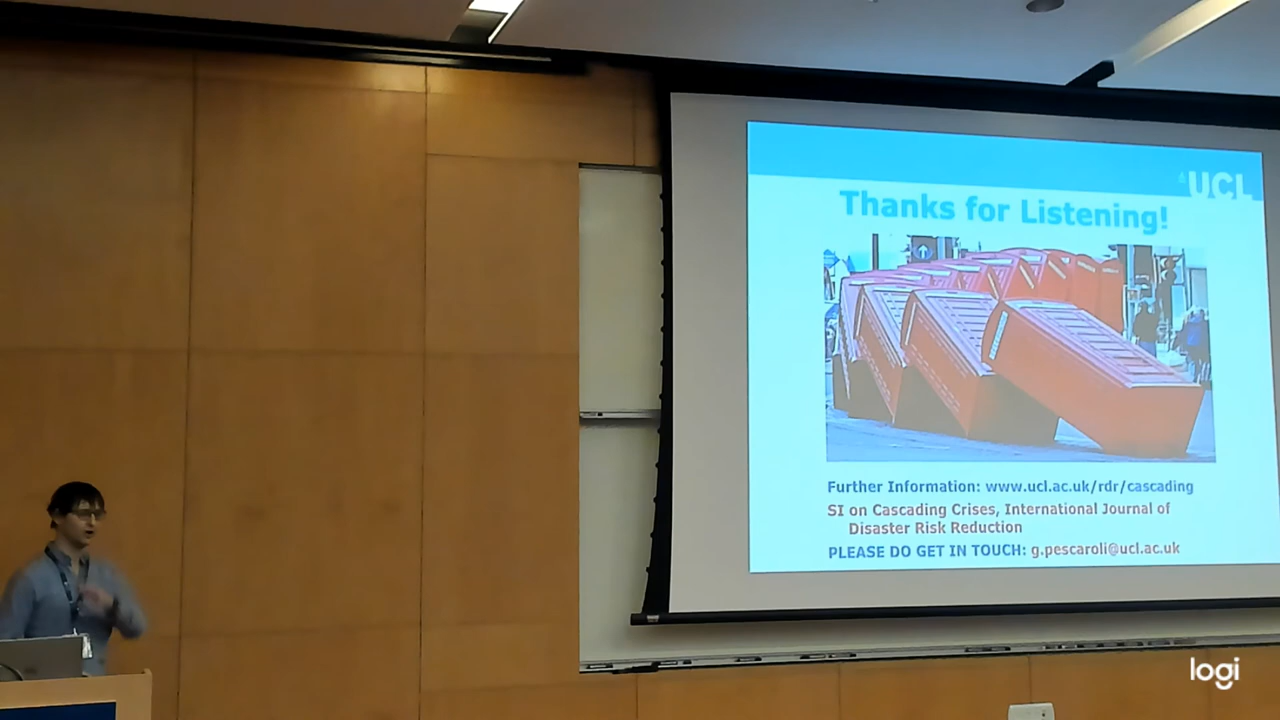 UCL
Thanks for Listening!
Further Information: www.ucl.ac.uk/rdr/cascading
SI on Cascading Crises, International Journal of
Disaster Risk Reduction
PLEASE DO GET IN TOUCH: g.pescaroli@ucl.ac.uk
logi